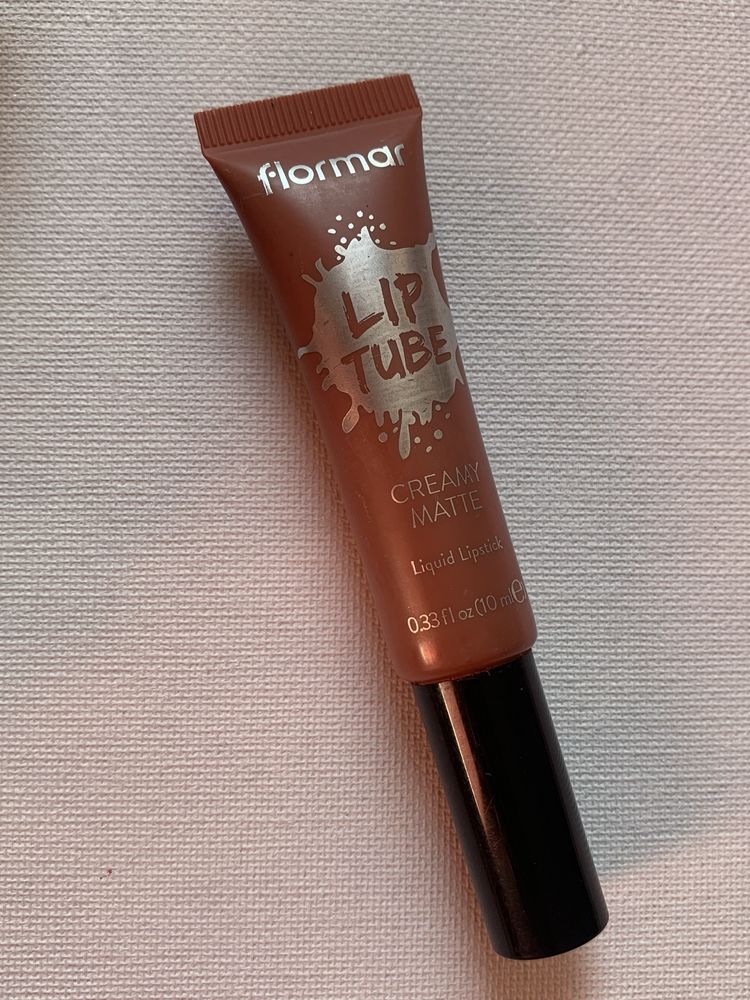 flormar
LIP
TUBE
CREAMY
MATTE
Liquid Lipstick
0.33 fl oz (10 ml ℮